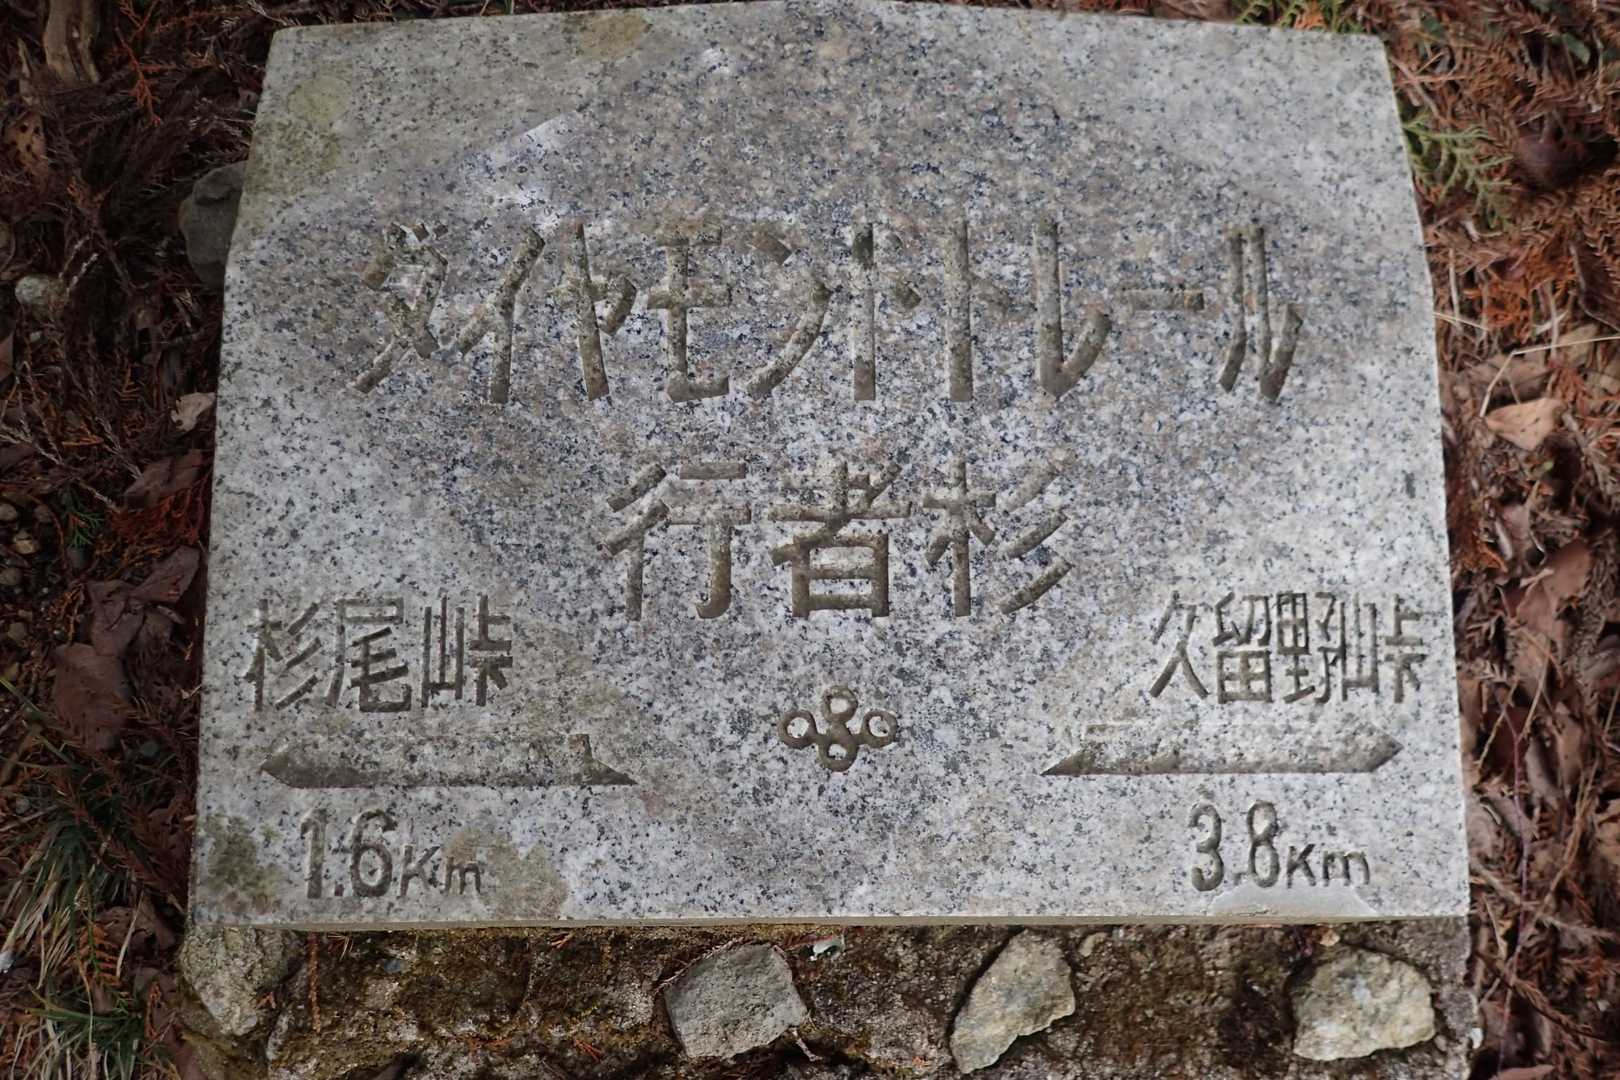 ダイヤモンドトレール
行者杉
杉尾峠
久留野峠
1.6Km
3.8Km